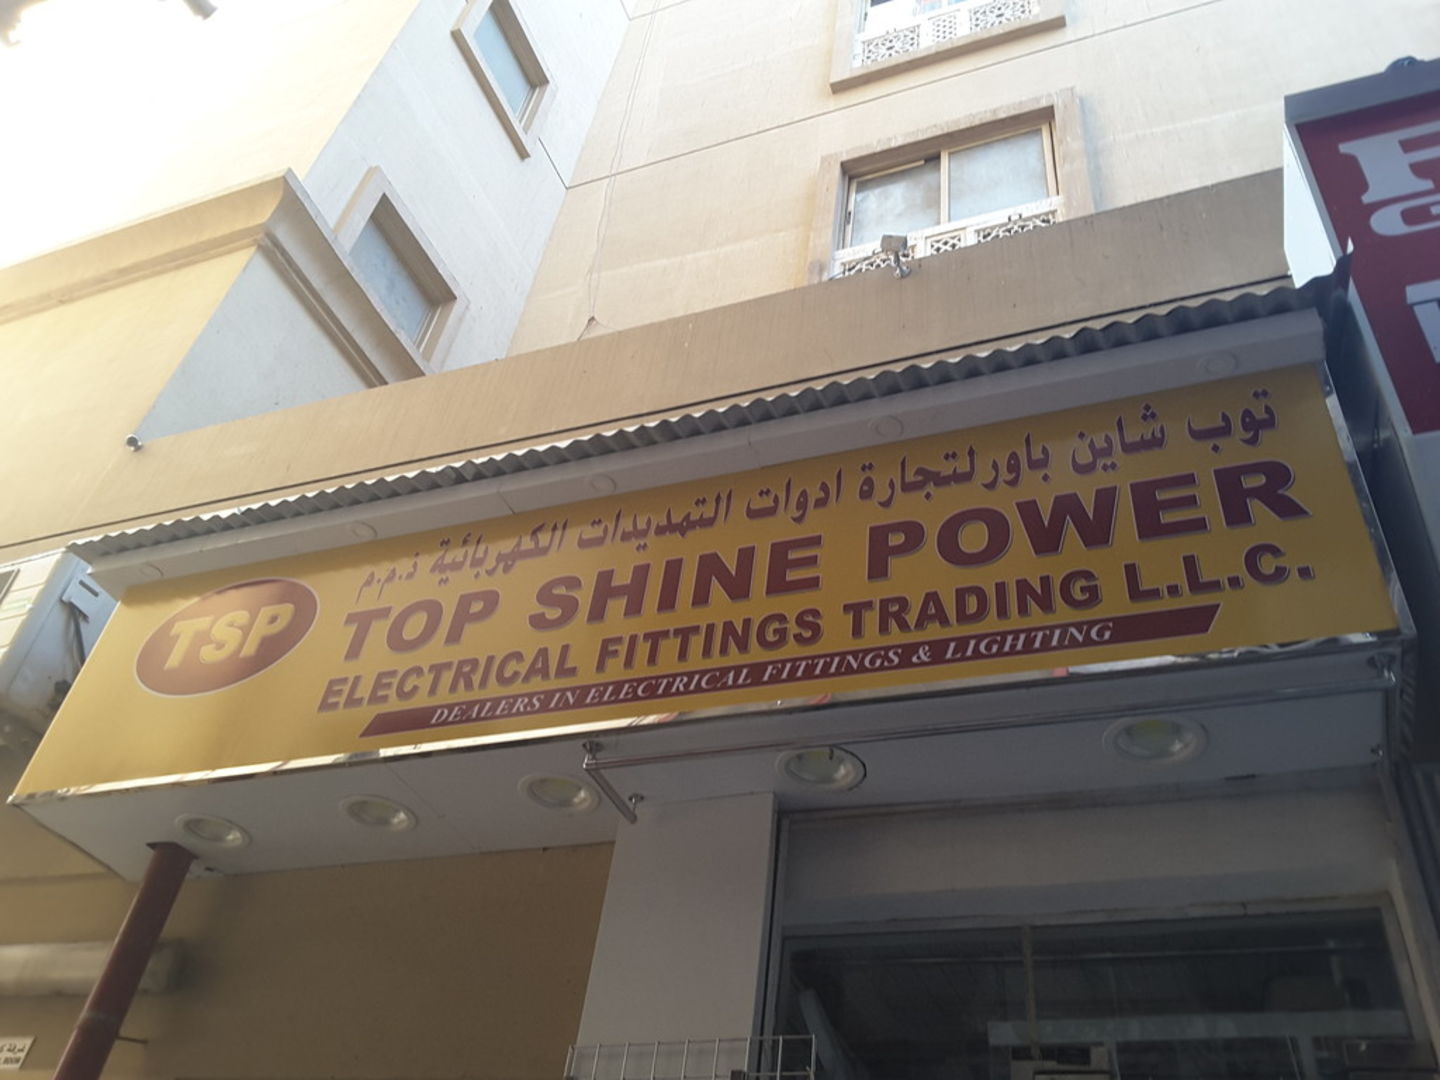 توب شاين باورلتجارة ادوات التمديدات الكهربائية ذ.م.م
TSP
TOP SHINE POWER
ELECTRICAL FITTINGS TRADING L.L.C.
DEALERS IN ELECTRICAL FITTINGS & LIGHTING